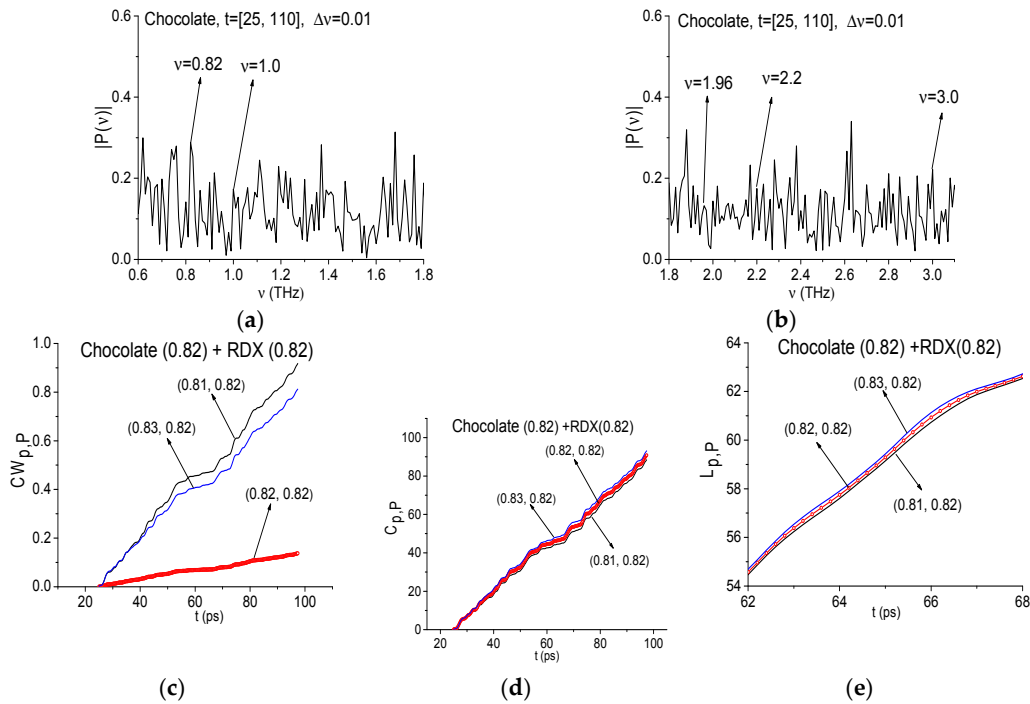 Chocolate, t=[25, 110], Δν=0.01
|P(ν)|
0.6
0.4
0.2
0.0
ν=0.82
ν=1.0
0.6 0.8 1.0 1.2 1.4 1.6 1.8
ν (THz)
(a)
Chocolate, t=[25, 110], Δν=0.01
|P(ν)|
0.6
0.4
0.2
0.0
ν=1.96
ν=2.2
ν=3.0
1.8 2.0 2.2 2.4 2.6 2.8 3.0
ν (THz)
(b)
Chocolate (0.82) + RDX (0.82)
CWp,P
1.0
0.8
0.6
0.4
0.2
0.0
(0.81, 0.82)
(0.83, 0.82)
(0.82, 0.82)
20 40 60 80 100
t (ps)
(c)
Chocolate (0.82) +RDX(0.82)
Cp,P
100
80
60
40
20
0
(0.82, 0.82)
(0.83, 0.82)
(0.81, 0.82)
20 40 60 80 100
t (ps)
(d)
Chocolate (0.82) +RDX(0.82)
Lp,P
64
62
60
58
56
54
(0.83, 0.82)
(0.82, 0.82)
(0.81, 0.82)
62 64 66 68
t (ps)
(e)